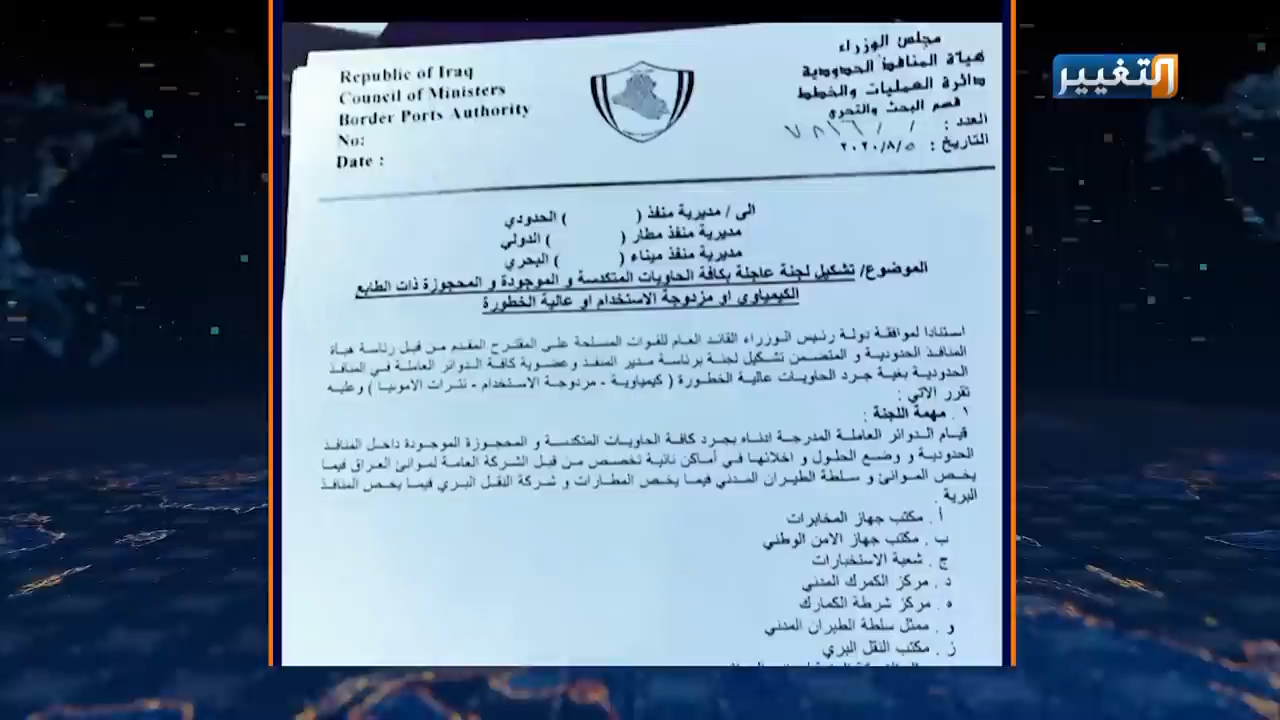 Republic of Iraq
Council of Ministers
Border Ports Authority
No:
Date :
مجلس الوزراء
هيأة المنافذ الحدودية
دائرة العمليات والخطط
قسم البحث والتحري
العدد :
التاريخ : ٢٠٢٠/٨/٥
التغيير
الى / مديرية منفذ ( ) الحدودي
مديرية منفذ مطار ( ) الدولي
مديرية منفذ ميناء ( ) البحري
الموضوع/ تشكيل لجنة عاجلة بكافة الحاويات المتكدسة و الموجودة و المحجوزة ذات الطابع
الكيمياوي او مزدوجة الاستخدام او عالية الخطورة
استنادا لموافقة دولة رئيس الوزراء القائد العام للقوات المسلحة على المقترح المقدم من قبل رئاسة هيأة
المنافذ الحدودية و المتضمن تشكيل لجنة برئاسة مدير المنفذ وعضوية كافة الدوائر العاملة في المنافذ
الحدودية بغية جرد الحاويات عالية الخطورة ( كيمياوية - مزدوجة الاستخدام - نترات الامونيا ) وعليه
تقرر الاتي :
١ . مهمة اللجنة :
قيام الدوائر العاملة المدرجة ادناه بجرد كافة الحاويات المتكدسة و المحجوزة الموجودة داخل المنافذ
الحدودية و وضع الحلول و اخلائها في أماكن نائية تخصص من قبل الشركة العامة لموانئ العراق فيما
يخص الموانئ و سلطة الطيران المدني فيما يخص المطارات و شركة النقل البري فيما يخص المنافذ
البرية .
أ . مكتب جهاز المخابرات
ب . مكتب جهاز الامن الوطني
ج . شعبة الاستخبارات
د . مركز الكمرك المدني
ه . مركز شرطة الكمارك
و . ممثل سلطة الطيران المدني
ز . مكتب النقل البري